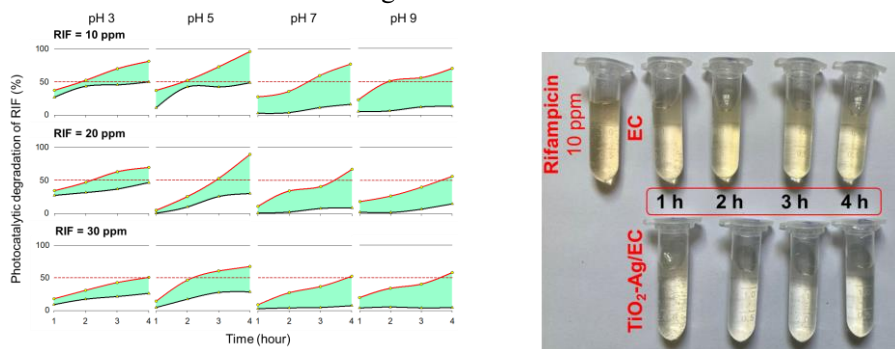 pH 3 pH 5 pH 7 pH 9
RIF = 10 ppm
100
50
0
RIF = 20 ppm
100
50
0
RIF = 30 ppm
100
50
0
1 2 3 4 1 2 3 4 1 2 3 4 1 2 3 4
Time (hour)
Photocatalytic degradation of RIF (%)
Rifampicin
10 ppm
EC
1 h 2 h 3 h 4 h
TiO₂-Ag/EC